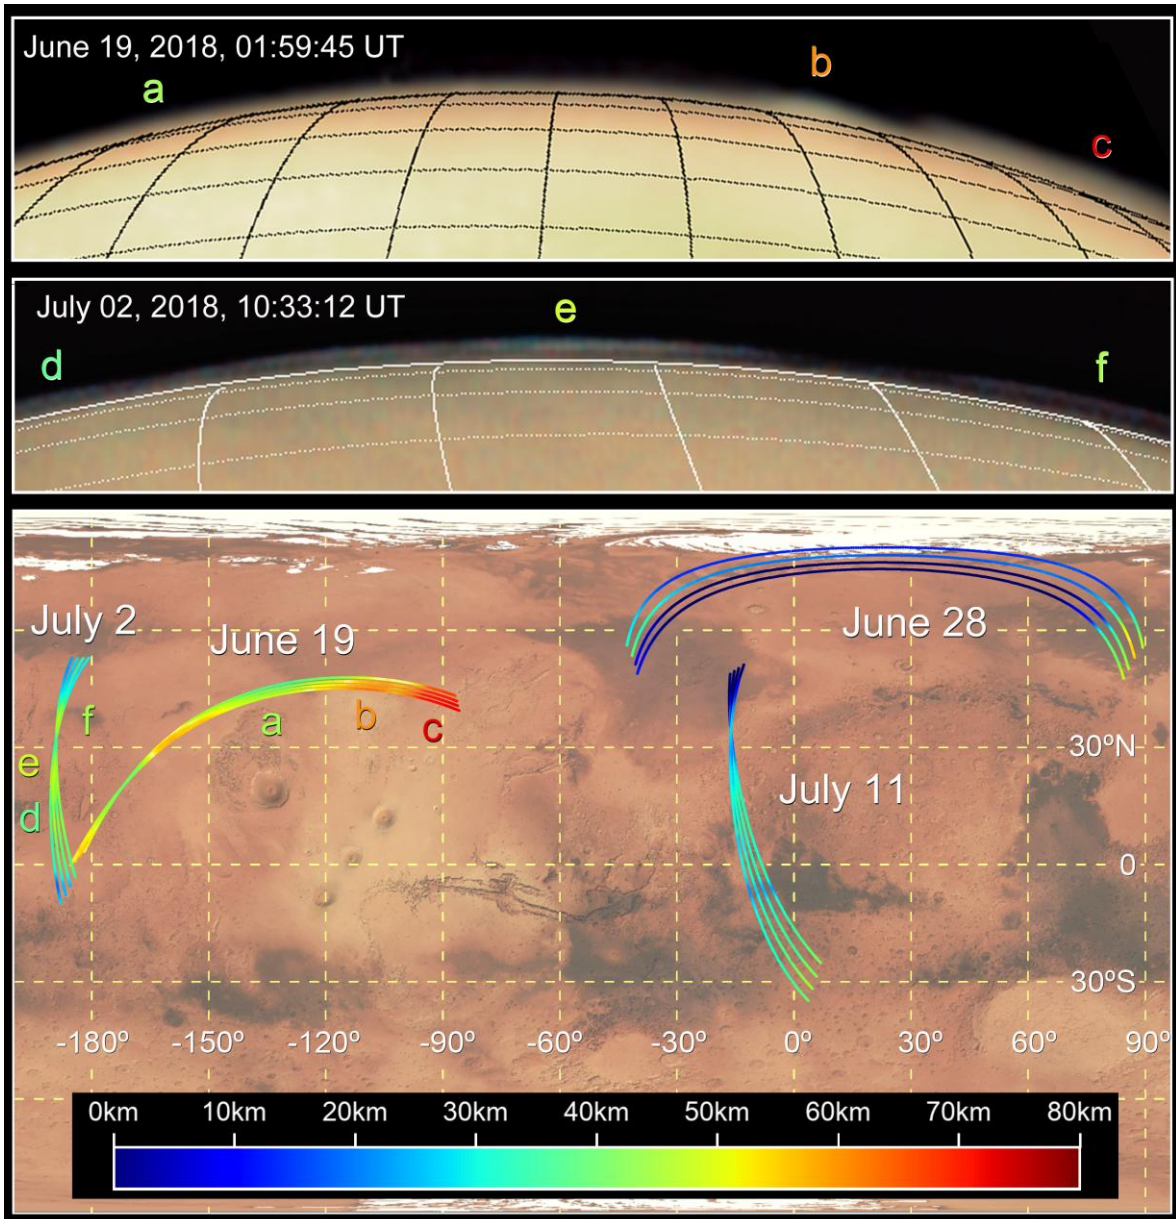 June 19, 2018, 01:59:45 UT
a
b
c
July 02, 2018, 10:33:12 UT
d
e
f
July 2
June 19
June 28
f
a
b
c
e
30ºN
July 11
d
0
30ºS
-180º -150º -120º -90º -60º -30º 0º 30º 60º 90º
0km 10km 20km 30km 40km 50km 60km 70km 80km